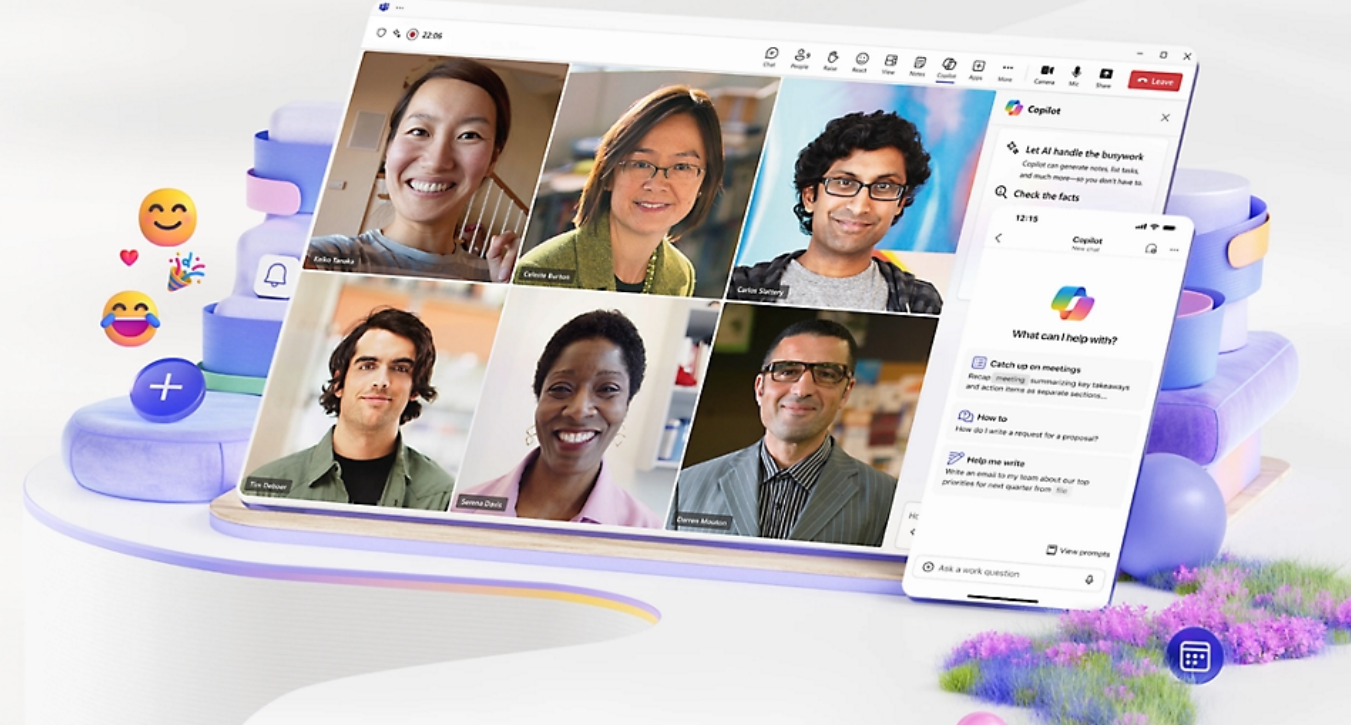 22:06
Chat
People
Raise
React
View
Notes
Copilot
Apps
More
Camera
Mic
Share
Leave
Copilot
Let AI handle the busywork
Copilot can generate notes, list tasks,
and much more—so you don't have to.
Check the facts
Keiko Tanaka
Celeste Burton
Carlos Slattery
Tim Deboer
Serena Davis
Darren Mouton
12:15
Copilot
New chat
What can I help with?
Catch up on meetings
Recap meeting summarizing key takeaways
and action items as separate sections...
How to
How do I write a request for a proposal?
Help me write
Write an email to my team about our top
priorities for next quarter from file
View prompts
Ask a work question